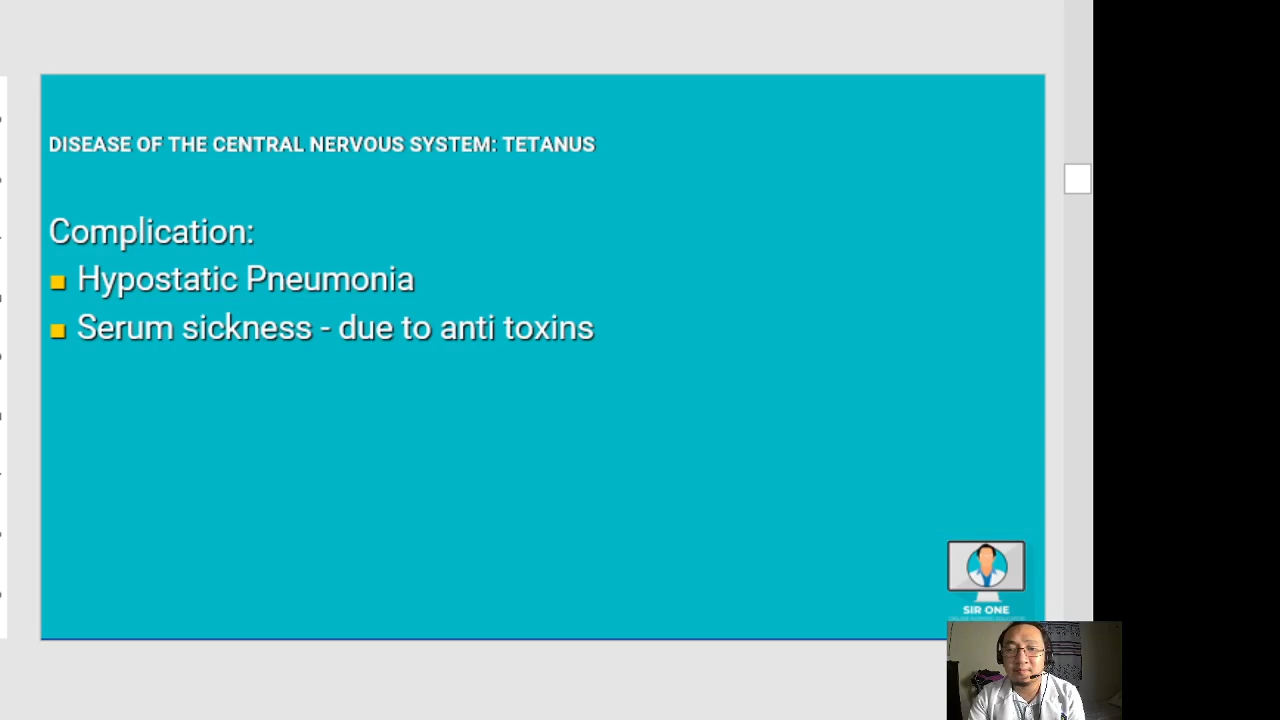 DISEASE OF THE CENTRAL NERVOUS SYSTEM: TETANUS
Complication:
Hypostatic Pneumonia
Serum sickness - due to anti toxins
SIR ONE